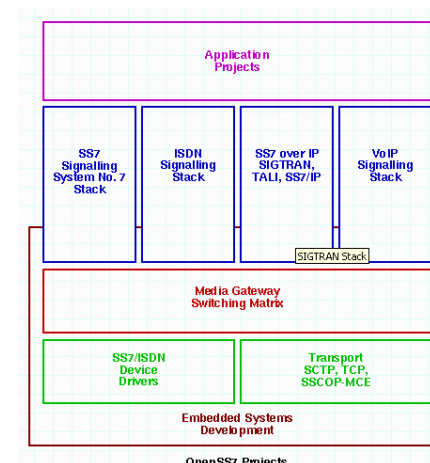 Application
Projects
SS7
Signalling
System No. 7
Stack
ISDN
Signalling
Stack
SS7 over IP
SIGTRAN,
TALI, SS7/IP
VoIP
Signalling
Stack
SIGTRAN Stack
Media Gateway
Switching Matrix
SS7/ISDN
Device
Drivers
Transport
SCTP, TCP,
SSCOP-MCE
Embedded Systems
Development
OpenSS7 Projects